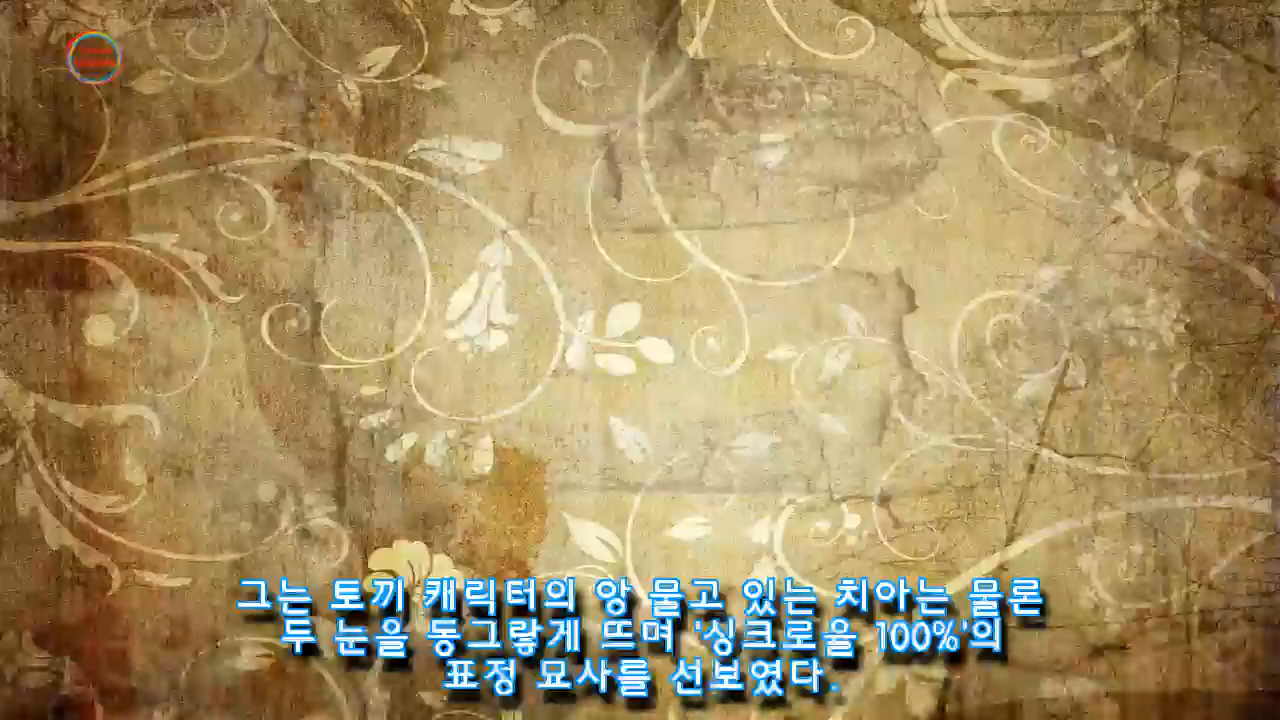 그는 토끼 캐릭터의 앙 물고 있는 치아는 물론
두 눈을 동그랗게 뜨며 '싱크로율 100%'의
표정 묘사를 선보였다.